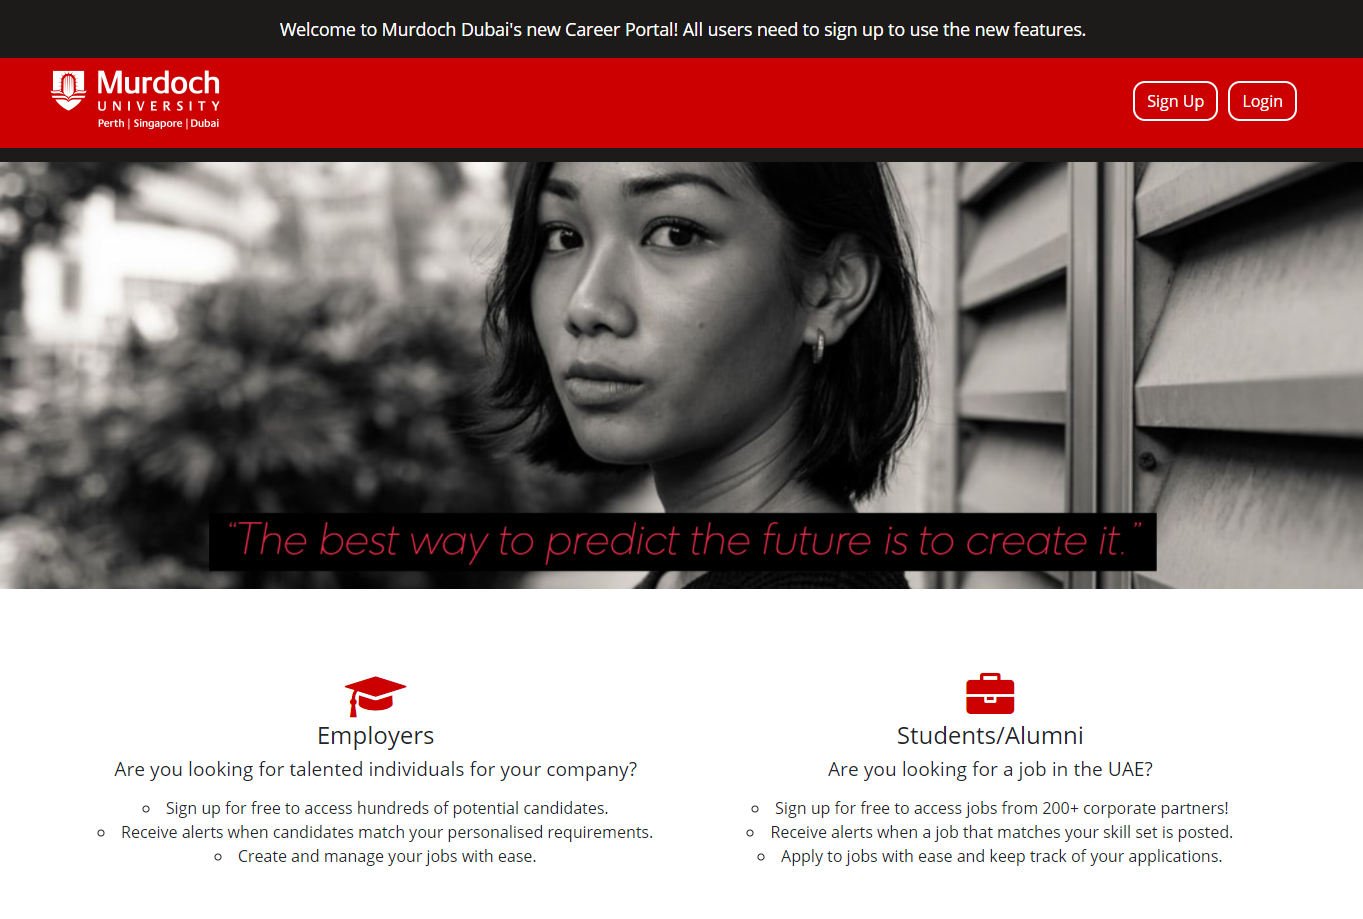 Welcome to Murdoch Dubai's new Career Portal! All users need to sign up to use the new features.
Murdoch
UNIVERSITY
Perth | Singapore | Dubai
Sign Up
Login
“The best way to predict the future is to create it.”
Employers
Are you looking for talented individuals for your company?
Sign up for free to access hundreds of potential candidates.
Receive alerts when candidates match your personalised requirements.
Create and manage your jobs with ease.
Students/Alumni
Are you looking for a job in the UAE?
Sign up for free to access jobs from 200+ corporate partners!
Receive alerts when a job that matches your skill set is posted.
Apply to jobs with ease and keep track of your applications.